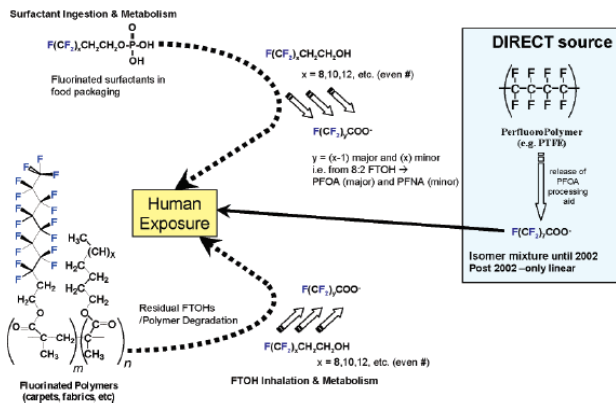 Surfactant Ingestion & Metabolism
F(CF2)xCH2CH2O-P-OH
O
OH
Fluorinated surfactants in
food packaging
F(CF2)xCH2CH2OH
x = 8,10,12, etc. (even #)
F(CF2)yCOO-
y = (x-1) major and (x) minor
i.e. from 8:2 FTOH →
PFOA (major) and PFNA (minor)
DIRECT source
F F F F
C C C C
F F F F
PerfluoroPolymer
(e.g. PTFE)
release of
PFOA
processing
aid
F(CF2)yCOO-
Isomer mixture until 2002
Post 2002 –only linear
Human
Exposure
Residual FTOHs
/Polymer Degradation
F(CF2)yCOO-
F(CF2)xCH2CH2OH
x = 8,10,12, etc. (even #)
FTOH Inhalation & Metabolism
Fluorinated Polymers
(carpets, fabrics, etc)